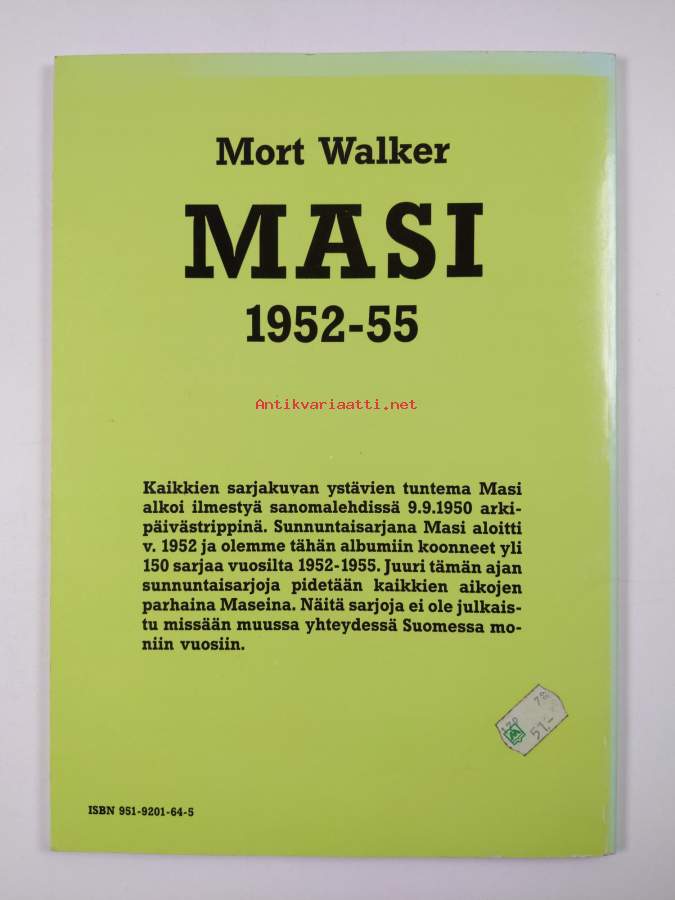 Mort Walker
MASI
1952-55
Antikvariaatti.net
Kaikkien sarjakuvan ystävien tuntema Masi
alkoi ilmestyä sanomalehdissä 9.9.1950 arki-
päivästrippinä. Sunnuntaisarjana Masi aloitti
v. 1952 ja olemme tähän albumiin koonneet yli
150 sarjaa vuosilta 1952-1955. Juuri tämän ajan
sunnuntaisarjoja pidetään kaikkien aikojen
parhaina Maseina. Näitä sarjoja ei ole julkais-
tu missään muussa yhteydessä Suomessa mo-
niin vuosiin.
51.-
ISBN 951-9201-64-5